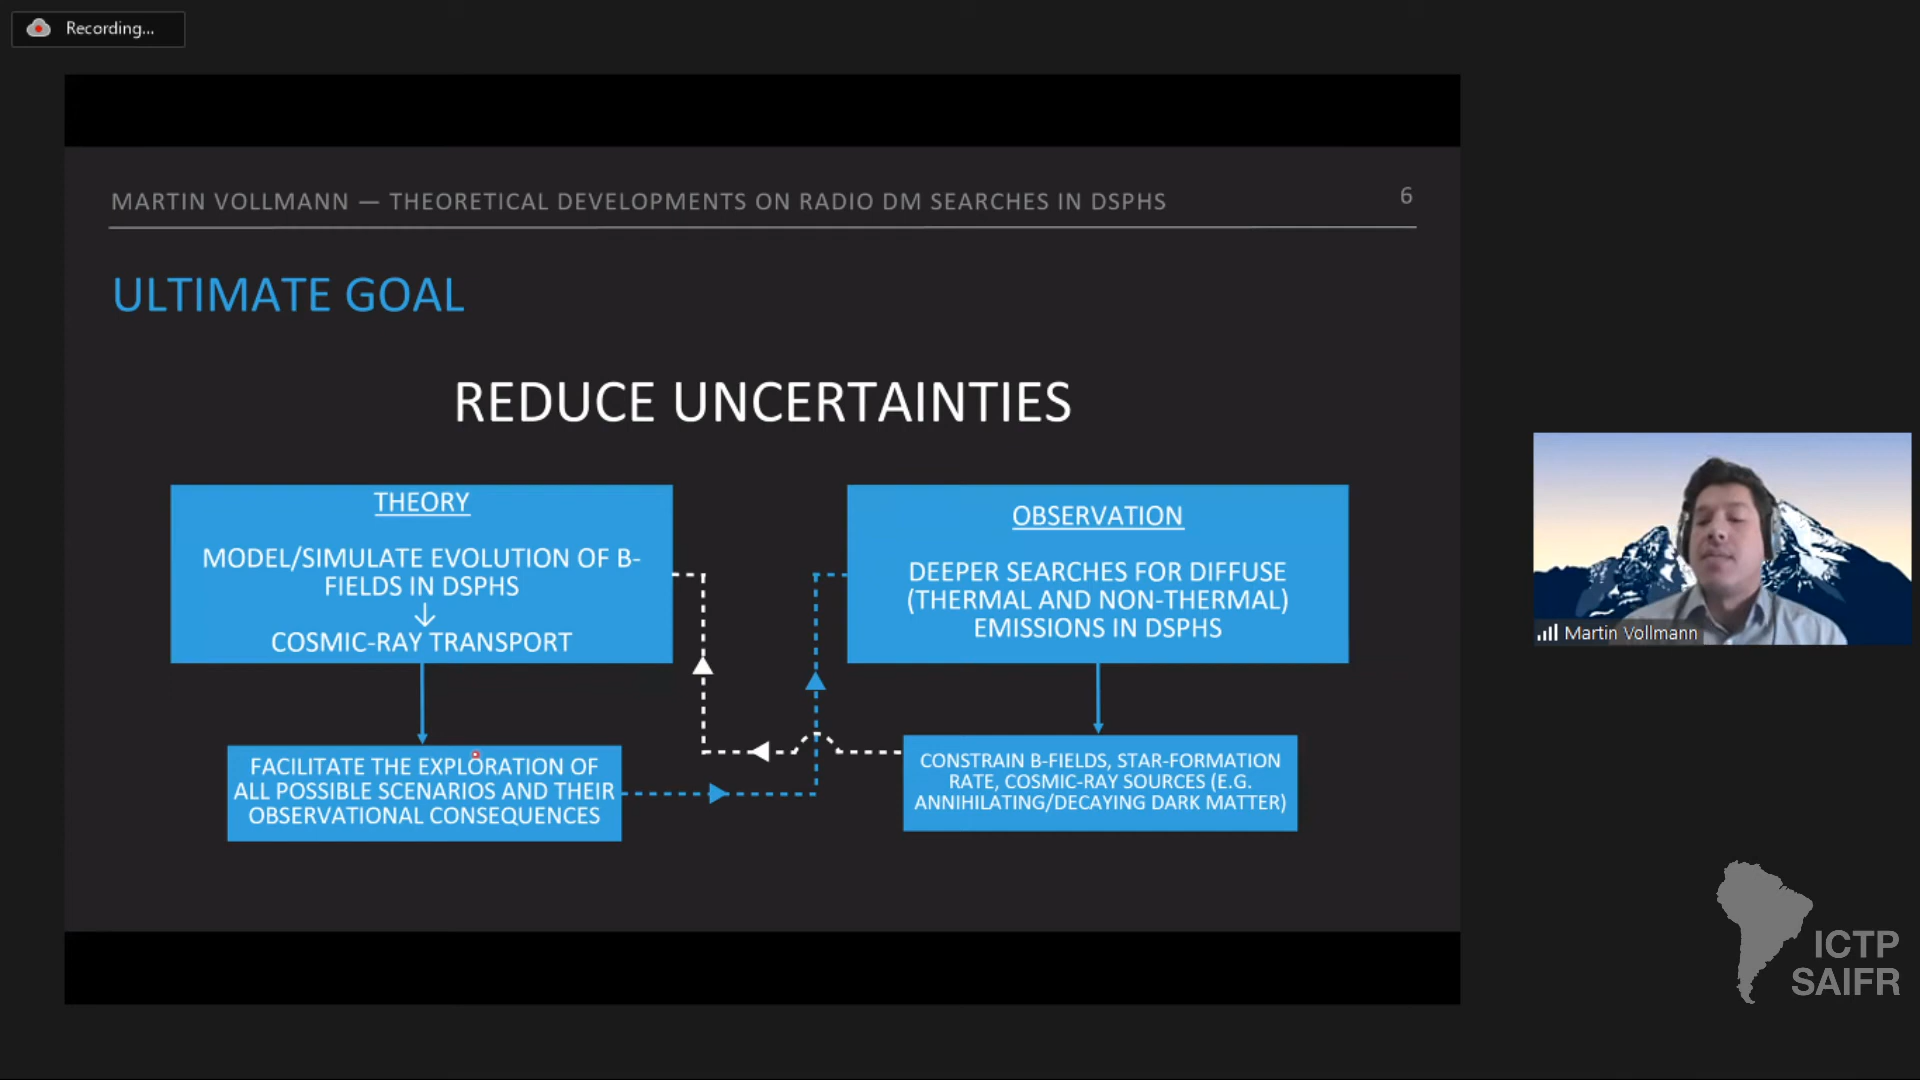 Recording...
MARTIN VOLLMANN — THEORETICAL DEVELOPMENTS ON RADIO DM SEARCHES IN DSPHS
6
ULTIMATE GOAL
REDUCE UNCERTAINTIES
THEORY
MODEL/SIMULATE EVOLUTION OF B-
FIELDS IN DSPHS
↓
COSMIC-RAY TRANSPORT
FACILITATE THE EXPLORATION OF
ALL POSSIBLE SCENARIOS AND THEIR
OBSERVATIONAL CONSEQUENCES
OBSERVATION
DEEPER SEARCHES FOR DIFFUSE
(THERMAL AND NON-THERMAL)
EMISSIONS IN DSPHS
CONSTRAIN B-FIELDS, STAR-FORMATION
RATE, COSMIC-RAY SOURCES (E.G.
ANNIHILATING/DECAYING DARK MATTER)
Martin Vollmann
ICTP
SAIFR